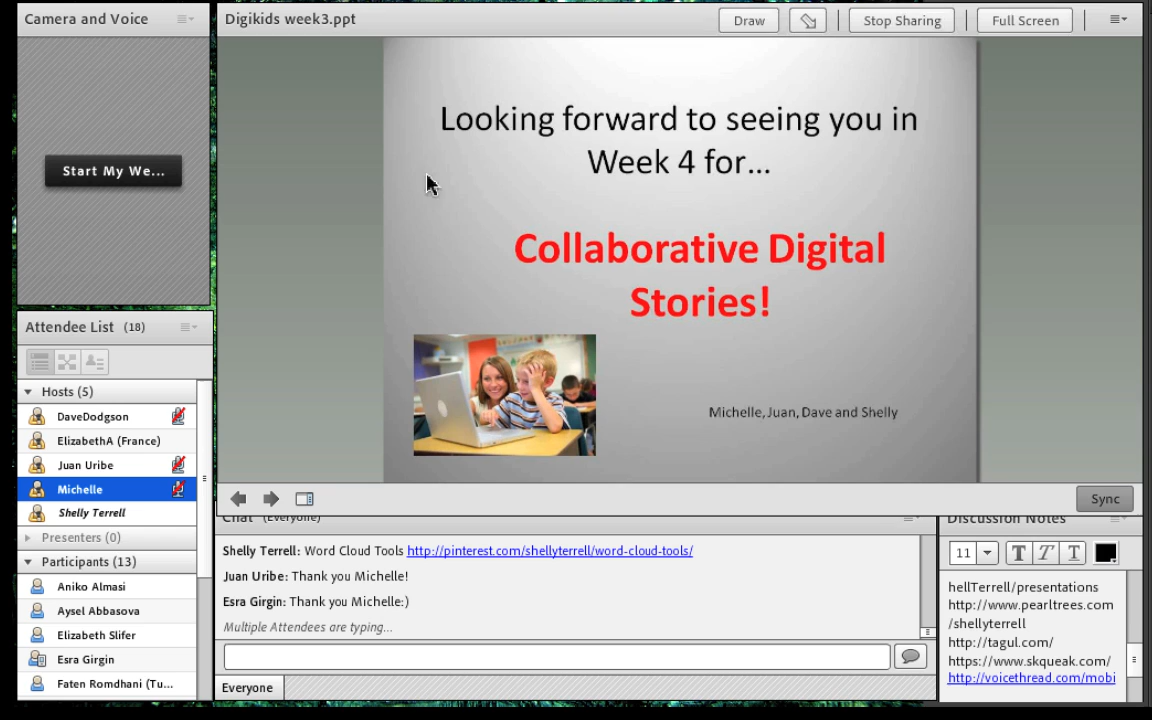 Camera and Voice
Start My We...
Attendee List (18)
Hosts (5)
DaveDodgson
ElizabethA (France)
Juan Uribe
Michelle
Shelly Terrell
Presenters (0)
Participants (13)
Aniko Almasi
Aysel Abbasova
Elizabeth Slifer
Esra Girgin
Faten Romdhani (Tu...
Digikids week3.ppt
Draw
Stop Sharing
Full Screen
Looking forward to seeing you in
Week 4 for...
Collaborative Digital
Stories!
Michelle, Juan, Dave and Shelly
Sync
Chat (Everyone)
Shelly Terrell: Word Cloud Tools http://pinterest.com/shellyterrell/word-cloud-tools/
Juan Uribe: Thank you Michelle!
Esra Girgin: Thank you Michelle:)
Multiple Attendees are typing...
Everyone
Discussion Notes
11 T T T
hellTerrell/presentations
http://www.pearltrees.com
/shellyterrell
http://tagul.com/
https://www.skqueak.com/
http://voicethread.com/mobi